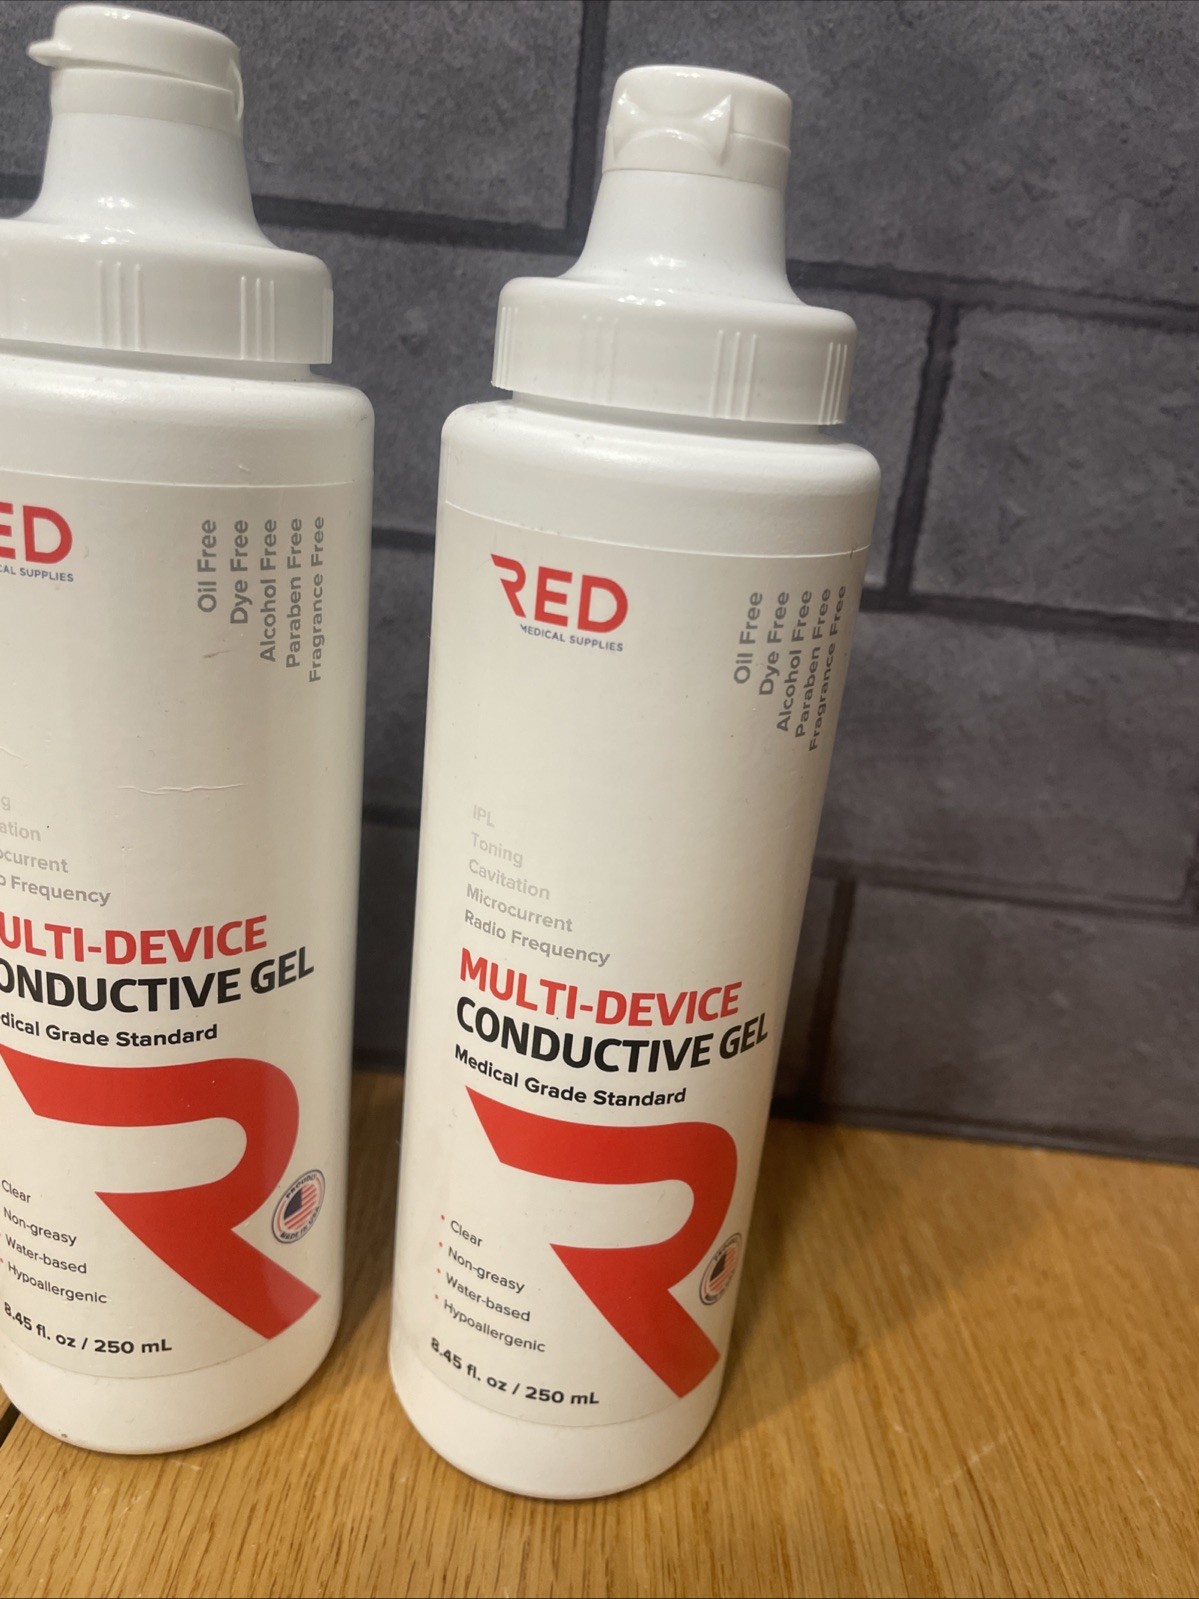 ED
CAL SUPPLIES
Oil Free
Dye Free
Alcohol Free
Paraben Free
Fragrance Free
g
ation
ocurrent
o Frequency
ULTI-DEVICE
ONDUCTIVE GEL
dical Grade Standard
Clear
Non-greasy
Water-based
Hypoallergenic
8.45 fl. oz / 250 mL
RED
MEDICAL SUPPLIES
Oil Free
Dye Free
Alcohol Free
Paraben Free
Fragrance Free
IPL
Toning
Cavitation
Microcurrent
Radio Frequency
MULTI-DEVICE
CONDUCTIVE GEL
Medical Grade Standard
• Clear
• Non-greasy
• Water-based
• Hypoallergenic
8.45 fl. oz / 250 mL